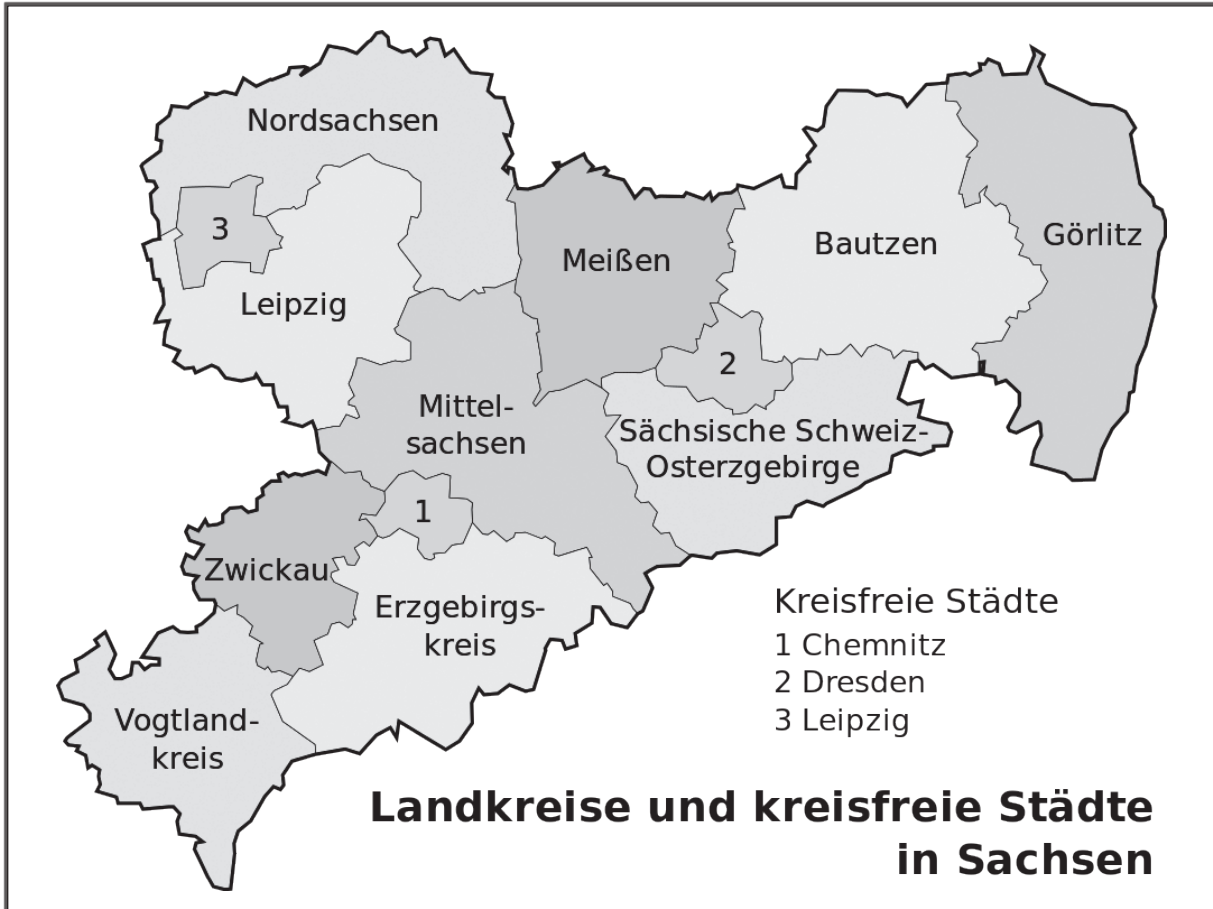 Nordsachsen
3
Leipzig
Meißen
Bautzen
Görlitz
2
Mittel-
sachsen
Sächsische Schweiz-
Osterzgebirge
1
Zwickau
Erzgebirgs-
kreis
Vogtland-
kreis
Kreisfreie Städte
1 Chemnitz
2 Dresden
3 Leipzig
Landkreise und kreisfreie Städte
in Sachsen